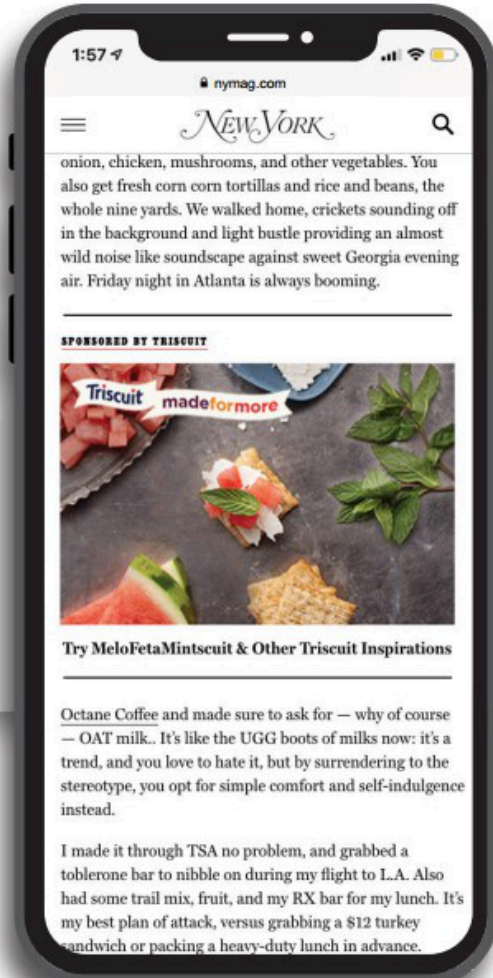 1:57
nymag.com
NEW YORK
onion, chicken, mushrooms, and other vegetables. You
also get fresh corn corn tortillas and rice and beans, the
whole nine yards. We walked home, crickets sounding off
in the background and light bustle providing an almost
wild noise like soundscape against sweet Georgia evening
air. Friday night in Atlanta is always booming.
SPONSORED BY TRISCUIT
Triscuit madeformore
Try MeloFetaMintscuit & Other Triscuit Inspirations
Octane Coffee and made sure to ask for — why of course
— OAT milk.. It’s like the UGG boots of milks now: it’s a
trend, and you love to hate it, but by surrendering to the
stereotype, you opt for simple comfort and self-indulgence
instead.
I made it through TSA no problem, and grabbed a
toblerone bar to nibble on during my flight to L.A. Also
had some trail mix, fruit, and my RX bar for my lunch. It’s
my best plan of attack, versus grabbing a $12 turkey
sandwich or packing a heavy-duty lunch in advance.